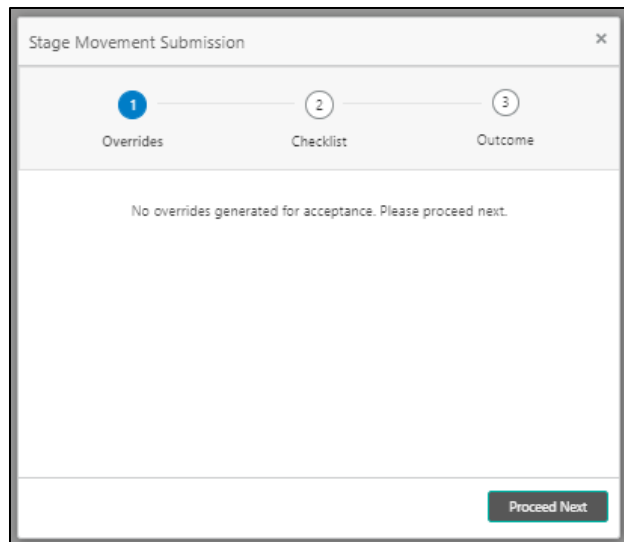 Stage Movement Submission ×
1 2 3
Overrides Checklist Outcome
No overrides generated for acceptance. Please proceed next.
Proceed Next